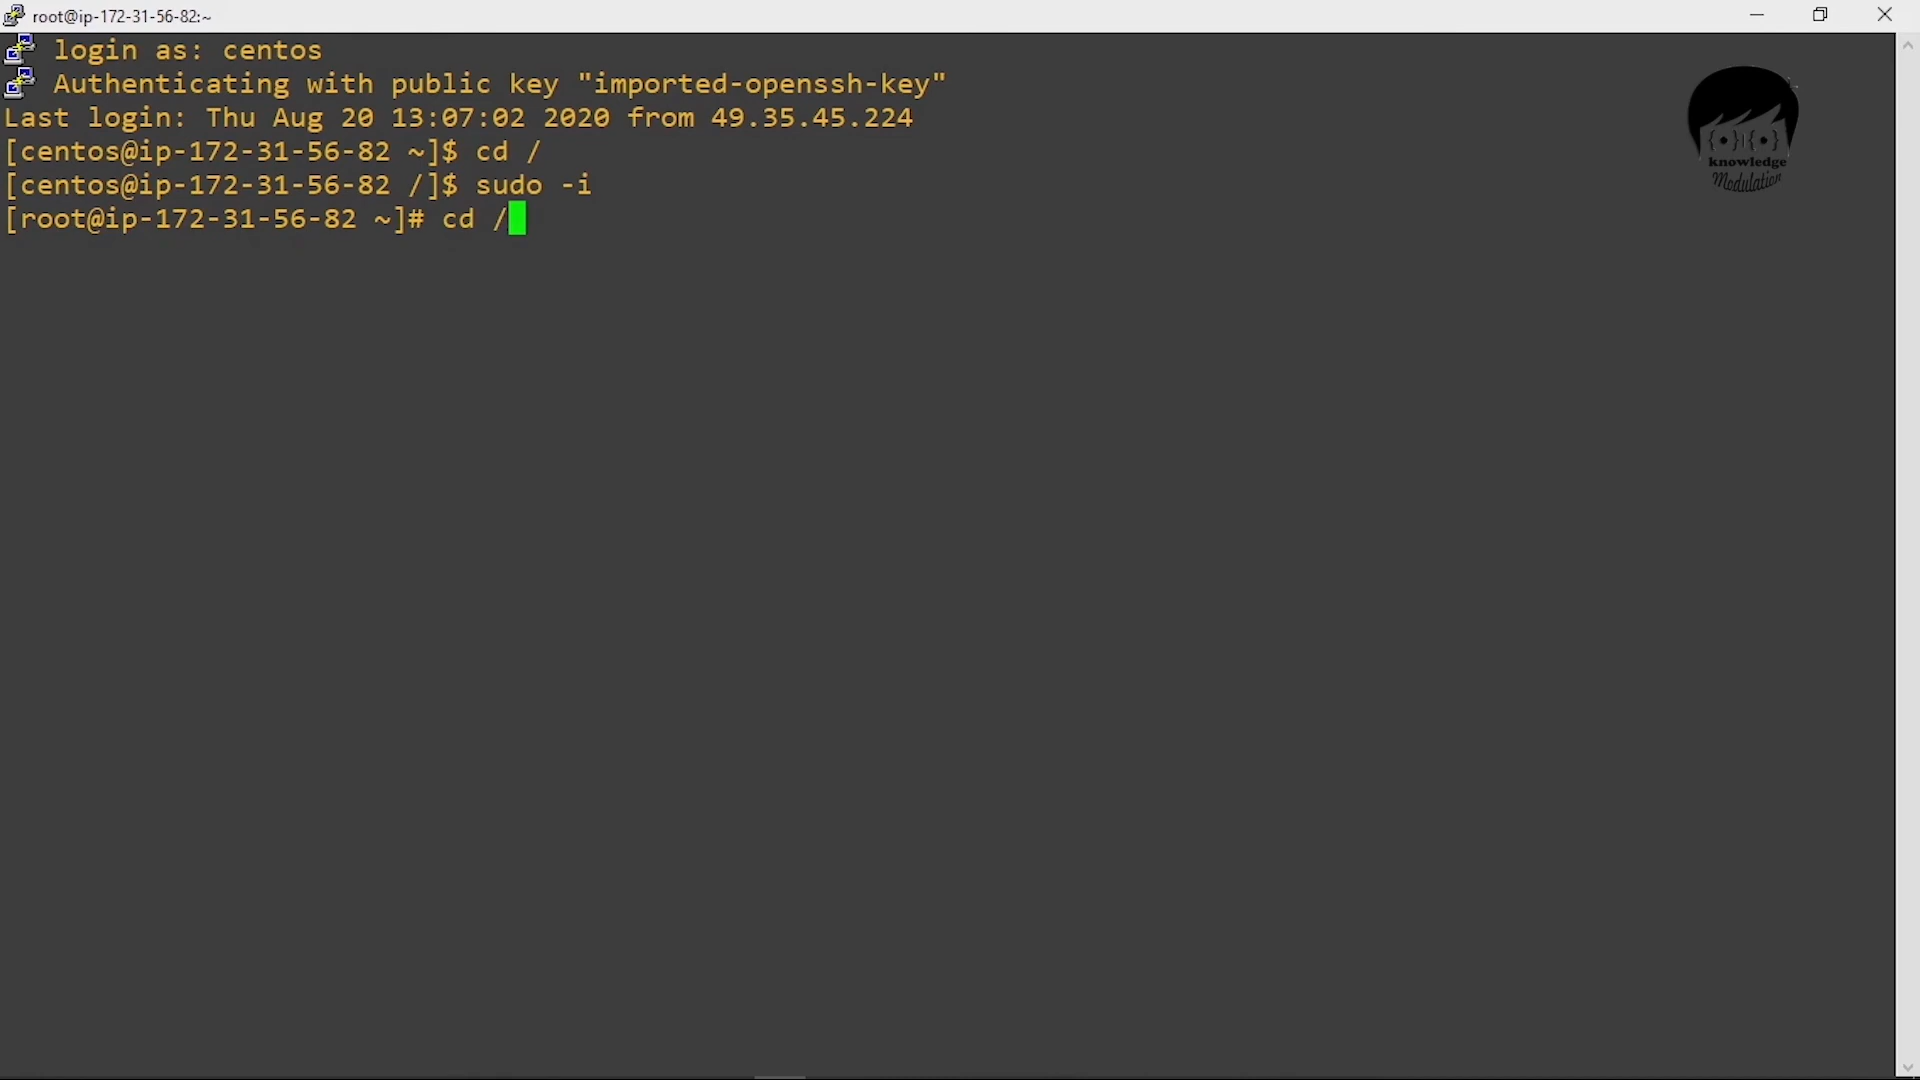 root@ip-172-31-56-82:~
login as: centos
Authenticating with public key "imported-openssh-key"
Last login: Thu Aug 20 13:07:02 2020 from 49.35.45.224
[centos@ip-172-31-56-82 ~]$ cd /
[centos@ip-172-31-56-82 /]$ sudo -i
[root@ip-172-31-56-82 ~]# cd /
{•}|{•}
knowledge
Modulation